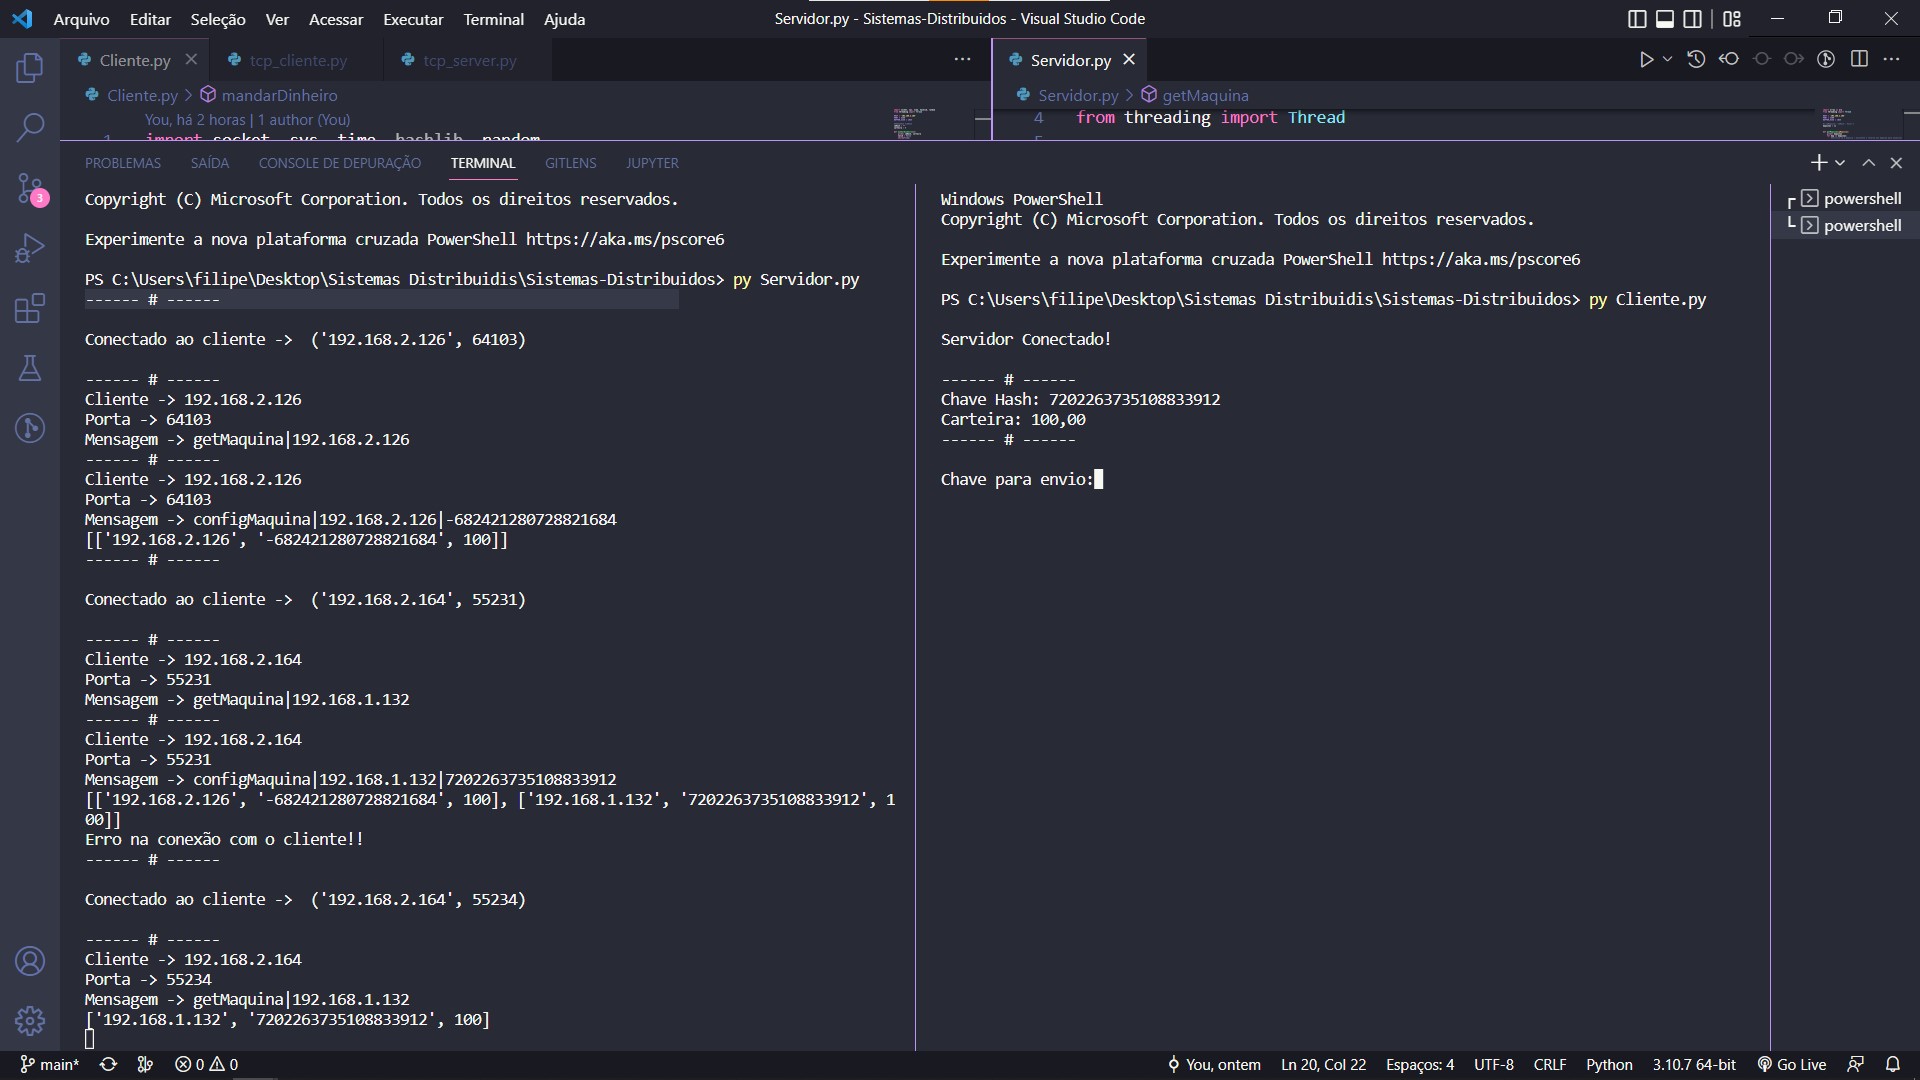 Arquivo Editar Seleção Ver Acessar Executar Terminal Ajuda
Servidor.py - Sistemas-Distribuidos - Visual Studio Code
Cliente.py tcp_cliente.py tcp_server.py
Servidor.py
Cliente.py > mandarDinheiro
Servidor.py > getMaquina
You, há 2 horas | 1 author (You)
1 import socket, sys, time, hashlib, random
4 from threading import Thread
5
PROBLEMAS SAÍDA CONSOLE DE DEPURAÇÃO TERMINAL GITLENS JUPYTER
3
Copyright (C) Microsoft Corporation. Todos os direitos reservados.
Experimente a nova plataforma cruzada PowerShell https://aka.ms/pscore6
PS C:\Users\filipe\Desktop\Sistemas Distribuidis\Sistemas-Distribuidos> py Servidor.py
------ # ------
Conectado ao cliente -> ('192.168.2.126', 64103)
------ # ------
Cliente -> 192.168.2.126
Porta -> 64103
Mensagem -> getMaquina|192.168.2.126
------ # ------
Cliente -> 192.168.2.126
Porta -> 64103
Mensagem -> configMaquina|192.168.2.126|-682421280728821684
[['192.168.2.126', '-682421280728821684', 100]]
------ # ------
Conectado ao cliente -> ('192.168.2.164', 55231)
------ # ------
Cliente -> 192.168.2.164
Porta -> 55231
Mensagem -> getMaquina|192.168.1.132
------ # ------
Cliente -> 192.168.2.164
Porta -> 55231
Mensagem -> configMaquina|192.168.1.132|7202263735108833912
[['192.168.2.126', '-682421280728821684', 100], ['192.168.1.132', '7202263735108833912', 1
00]]
Erro na conexão com o cliente!!
------ # ------
Conectado ao cliente -> ('192.168.2.164', 55234)
------ # ------
Cliente -> 192.168.2.164
Porta -> 55234
Mensagem -> getMaquina|192.168.1.132
['192.168.1.132', '7202263735108833912', 100]
Windows PowerShell
Copyright (C) Microsoft Corporation. Todos os direitos reservados.
Experimente a nova plataforma cruzada PowerShell https://aka.ms/pscore6
PS C:\Users\filipe\Desktop\Sistemas Distribuidis\Sistemas-Distribuidos> py Cliente.py
Servidor Conectado!
------ # ------
Chave Hash: 7202263735108833912
Carteira: 100,00
------ # ------
Chave para envio:
powershell
powershell
main* 0 0
You, ontem Ln 20, Col 22 Espaços: 4 UTF-8 CRLF Python 3.10.7 64-bit Go Live